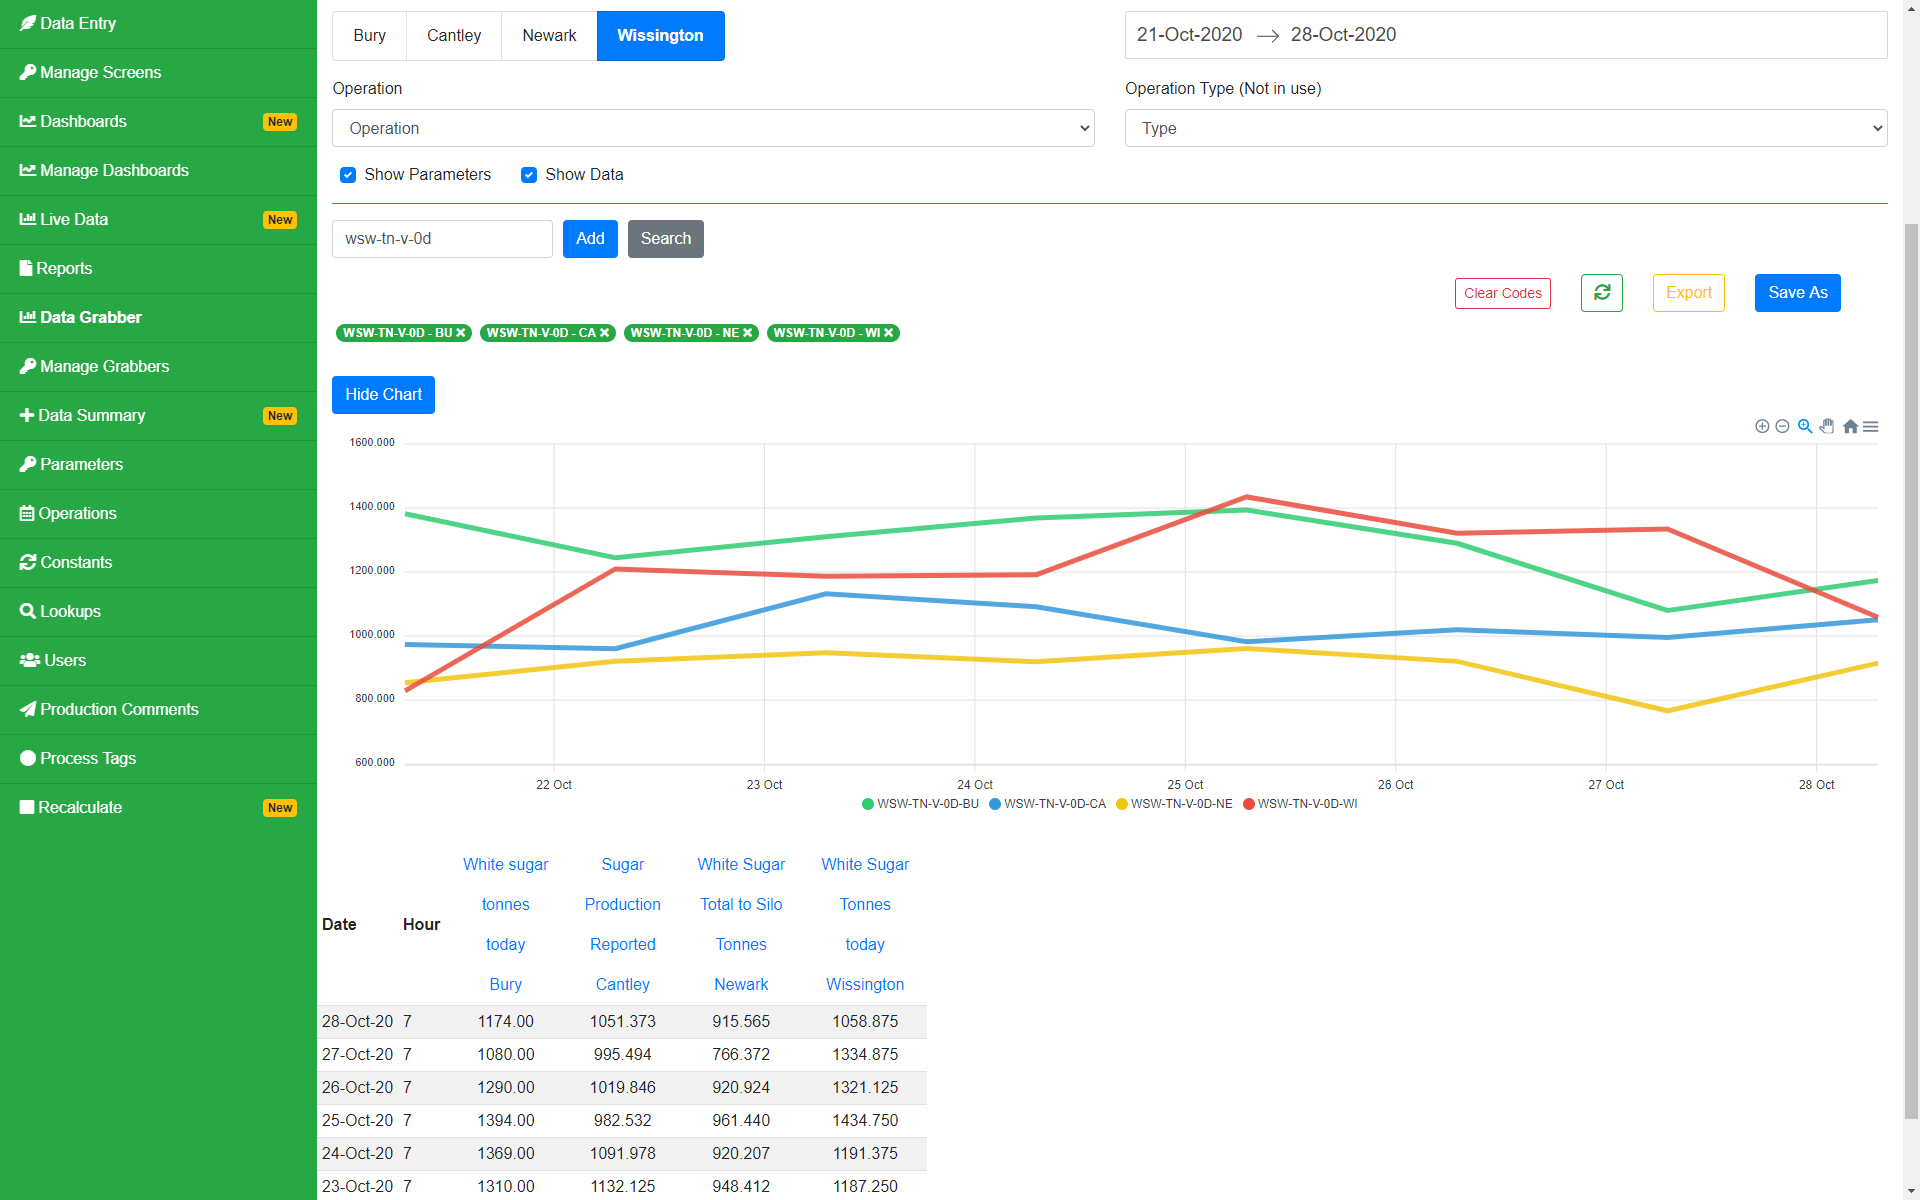 Data Entry
Manage Screens
Dashboards New
Manage Dashboards
Live Data New
Reports
Data Grabber
Manage Grabbers
Data Summary New
Parameters
Operations
Constants
Lookups
Users
Production Comments
Process Tags
Recalculate New
Bury Cantley Newark Wissington
21-Oct-2020 → 28-Oct-2020
Operation Operation Type (Not in use)
Operation Type
Show Parameters Show Data
wsw-tn-v-0d Add Search
Clear Codes Export Save As
WSW-TN-V-0D - BU WSW-TN-V-0D - CA WSW-TN-V-0D - NE WSW-TN-V-0D - WI
Hide Chart
1600.000
1400.000
1200.000
1000.000
800.000
600.000
22 Oct 23 Oct 24 Oct 25 Oct 26 Oct 27 Oct 28 Oct
WSW-TN-V-0D-BU WSW-TN-V-0D-CA WSW-TN-V-0D-NE WSW-TN-V-0D-WI
White sugar Sugar White Sugar White Sugar
tonnes Production Total to Silo Tonnes
Date Hour
today Reported Tonnes today
Bury Cantley Newark Wissington
28-Oct-20 7 1174.00 1051.373 915.565 1058.875
27-Oct-20 7 1080.00 995.494 766.372 1334.875
26-Oct-20 7 1290.00 1019.846 920.924 1321.125
25-Oct-20 7 1394.00 982.532 961.440 1434.750
24-Oct-20 7 1369.00 1091.978 920.207 1191.375
23-Oct-20 7 1310.00 1132.125 948.412 1187.250